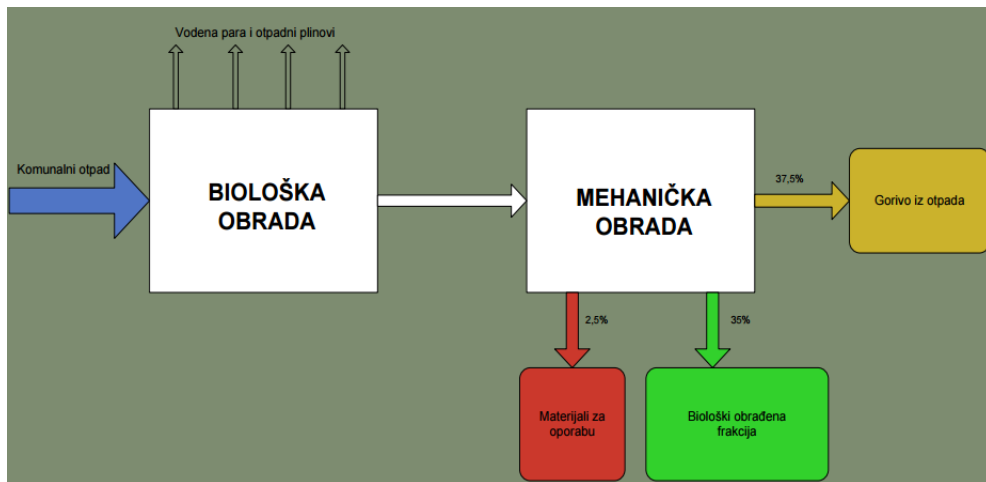 Vodena para i otpadni plinovi
Komunalni otpad
BIOLOŠKA
OBRADA
MEHANIČKA
OBRADA
37,5%
Gorivo iz otpada
2,5%
35%
Materijali za
oporabu
Biološki obrađena
frakcija